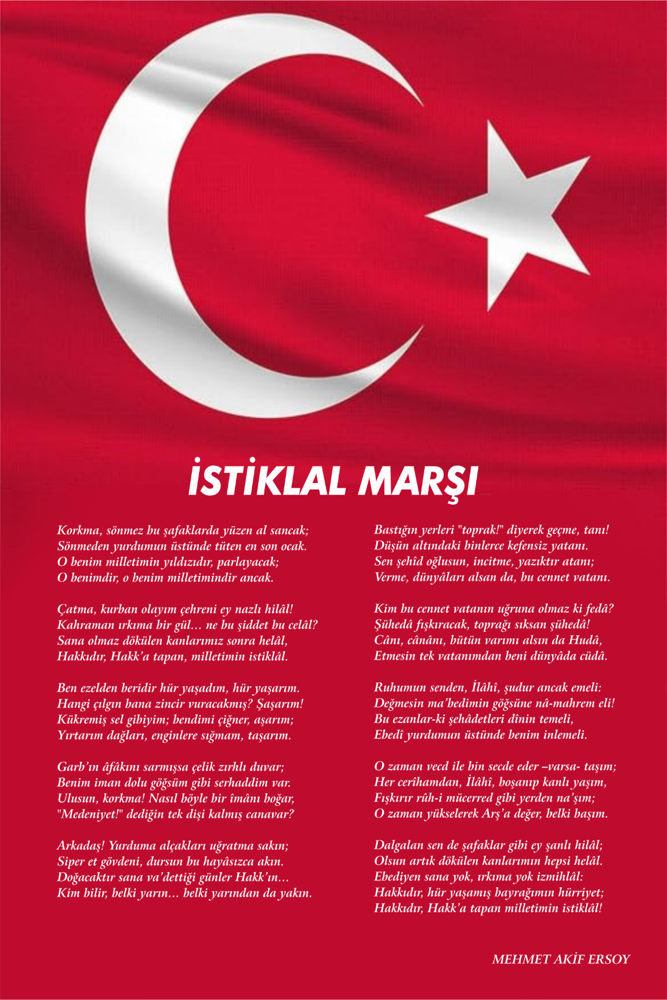 İSTİKLAL MARŞI
Korkma, sönmez bu şafaklarda yüzen al sancak;
Sönmeden yurdumun üstünde tüten en son ocak.
O benim milletimin yıldızıdır, parlayacak;
O benimdir, o benim milletimindir ancak.
Çatma, kurban olayım çehreni ey nazlı hilâl!
Kahraman ırkıma bir gül... ne bu şiddet bu celâl?
Sana olmaz dökülen kanlarımız sonra helâl,
Hakkıdır, Hakk’a tapan, milletimin istiklâl.
Ben ezelden beridir hür yaşadım, hür yaşarım.
Hangi çılgın bana zincir vuracakmış? Şaşarım!
Kükremiş sel gibiyim; bendimi çiğner, aşarım;
Yırtarım dağları, enginlere sığmam, taşarım.
Garb’ın âfâkını sarmışsa çelik zırhlı duvar;
Benim iman dolu göğsüm gibi serhaddim var.
Ulusun, korkma! Nasıl böyle bir îmânı boğar,
"Medeniyet!" dediğin tek dişi kalmış canavar?
Arkadaş! Yurduma alçakları uğratma sakın;
Siper et gövdeni, dursun bu hayâsızca akın.
Doğacaktır sana va’dettiği günler Hakk’ın...
Kim bilir, belki yarın... belki yarından da yakın.
Bastığın yerleri "toprak!" diyerek geçme, tanı!
Düşün altındaki binlerce kefensiz yatanı.
Sen şehîd oğlusun, incitme, yazıktır atanı;
Verme, dünyâları alsan da, bu cennet vatanı.
Kim bu cennet vatanın uğruna olmaz ki fedâ?
Şühedâ fışkıracak, toprağı sıksan şühedâ!
Cânı, cânânı, bütün varımı alsın da Hudâ,
Etmesin tek vatanımdan beni dünyâda cüdâ.
Ruhumun senden, İlâhî, şudur ancak emeli:
Değmesin ma’bedimin göğsüne nâ-mahrem eli!
Bu ezanlar-ki şehâdetleri dînin temeli,
Ebedî yurdumun üstünde benim inlemeli.
O zaman vecd ile bin secde eder –varsa- taşım;
Her cerîhamdan, İlâhî, boşanıp kanlı yaşım,
Fışkırır rûh-i mücerred gibi yerden na’şım;
O zaman yükselerek Arş’a değer, belki başım.
Dalgalan sen de şafaklar gibi ey şanlı hilâl;
Olsun artık dökülen kanlarımın hepsi helâl.
Ebediyen sana yok, ırkıma yok izmihlâl:
Hakkıdır, hür yaşamış bayrağımın hürriyet;
Hakkıdır, Hakk’a tapan milletimin istiklâl!
MEHMET AKİF ERSOY